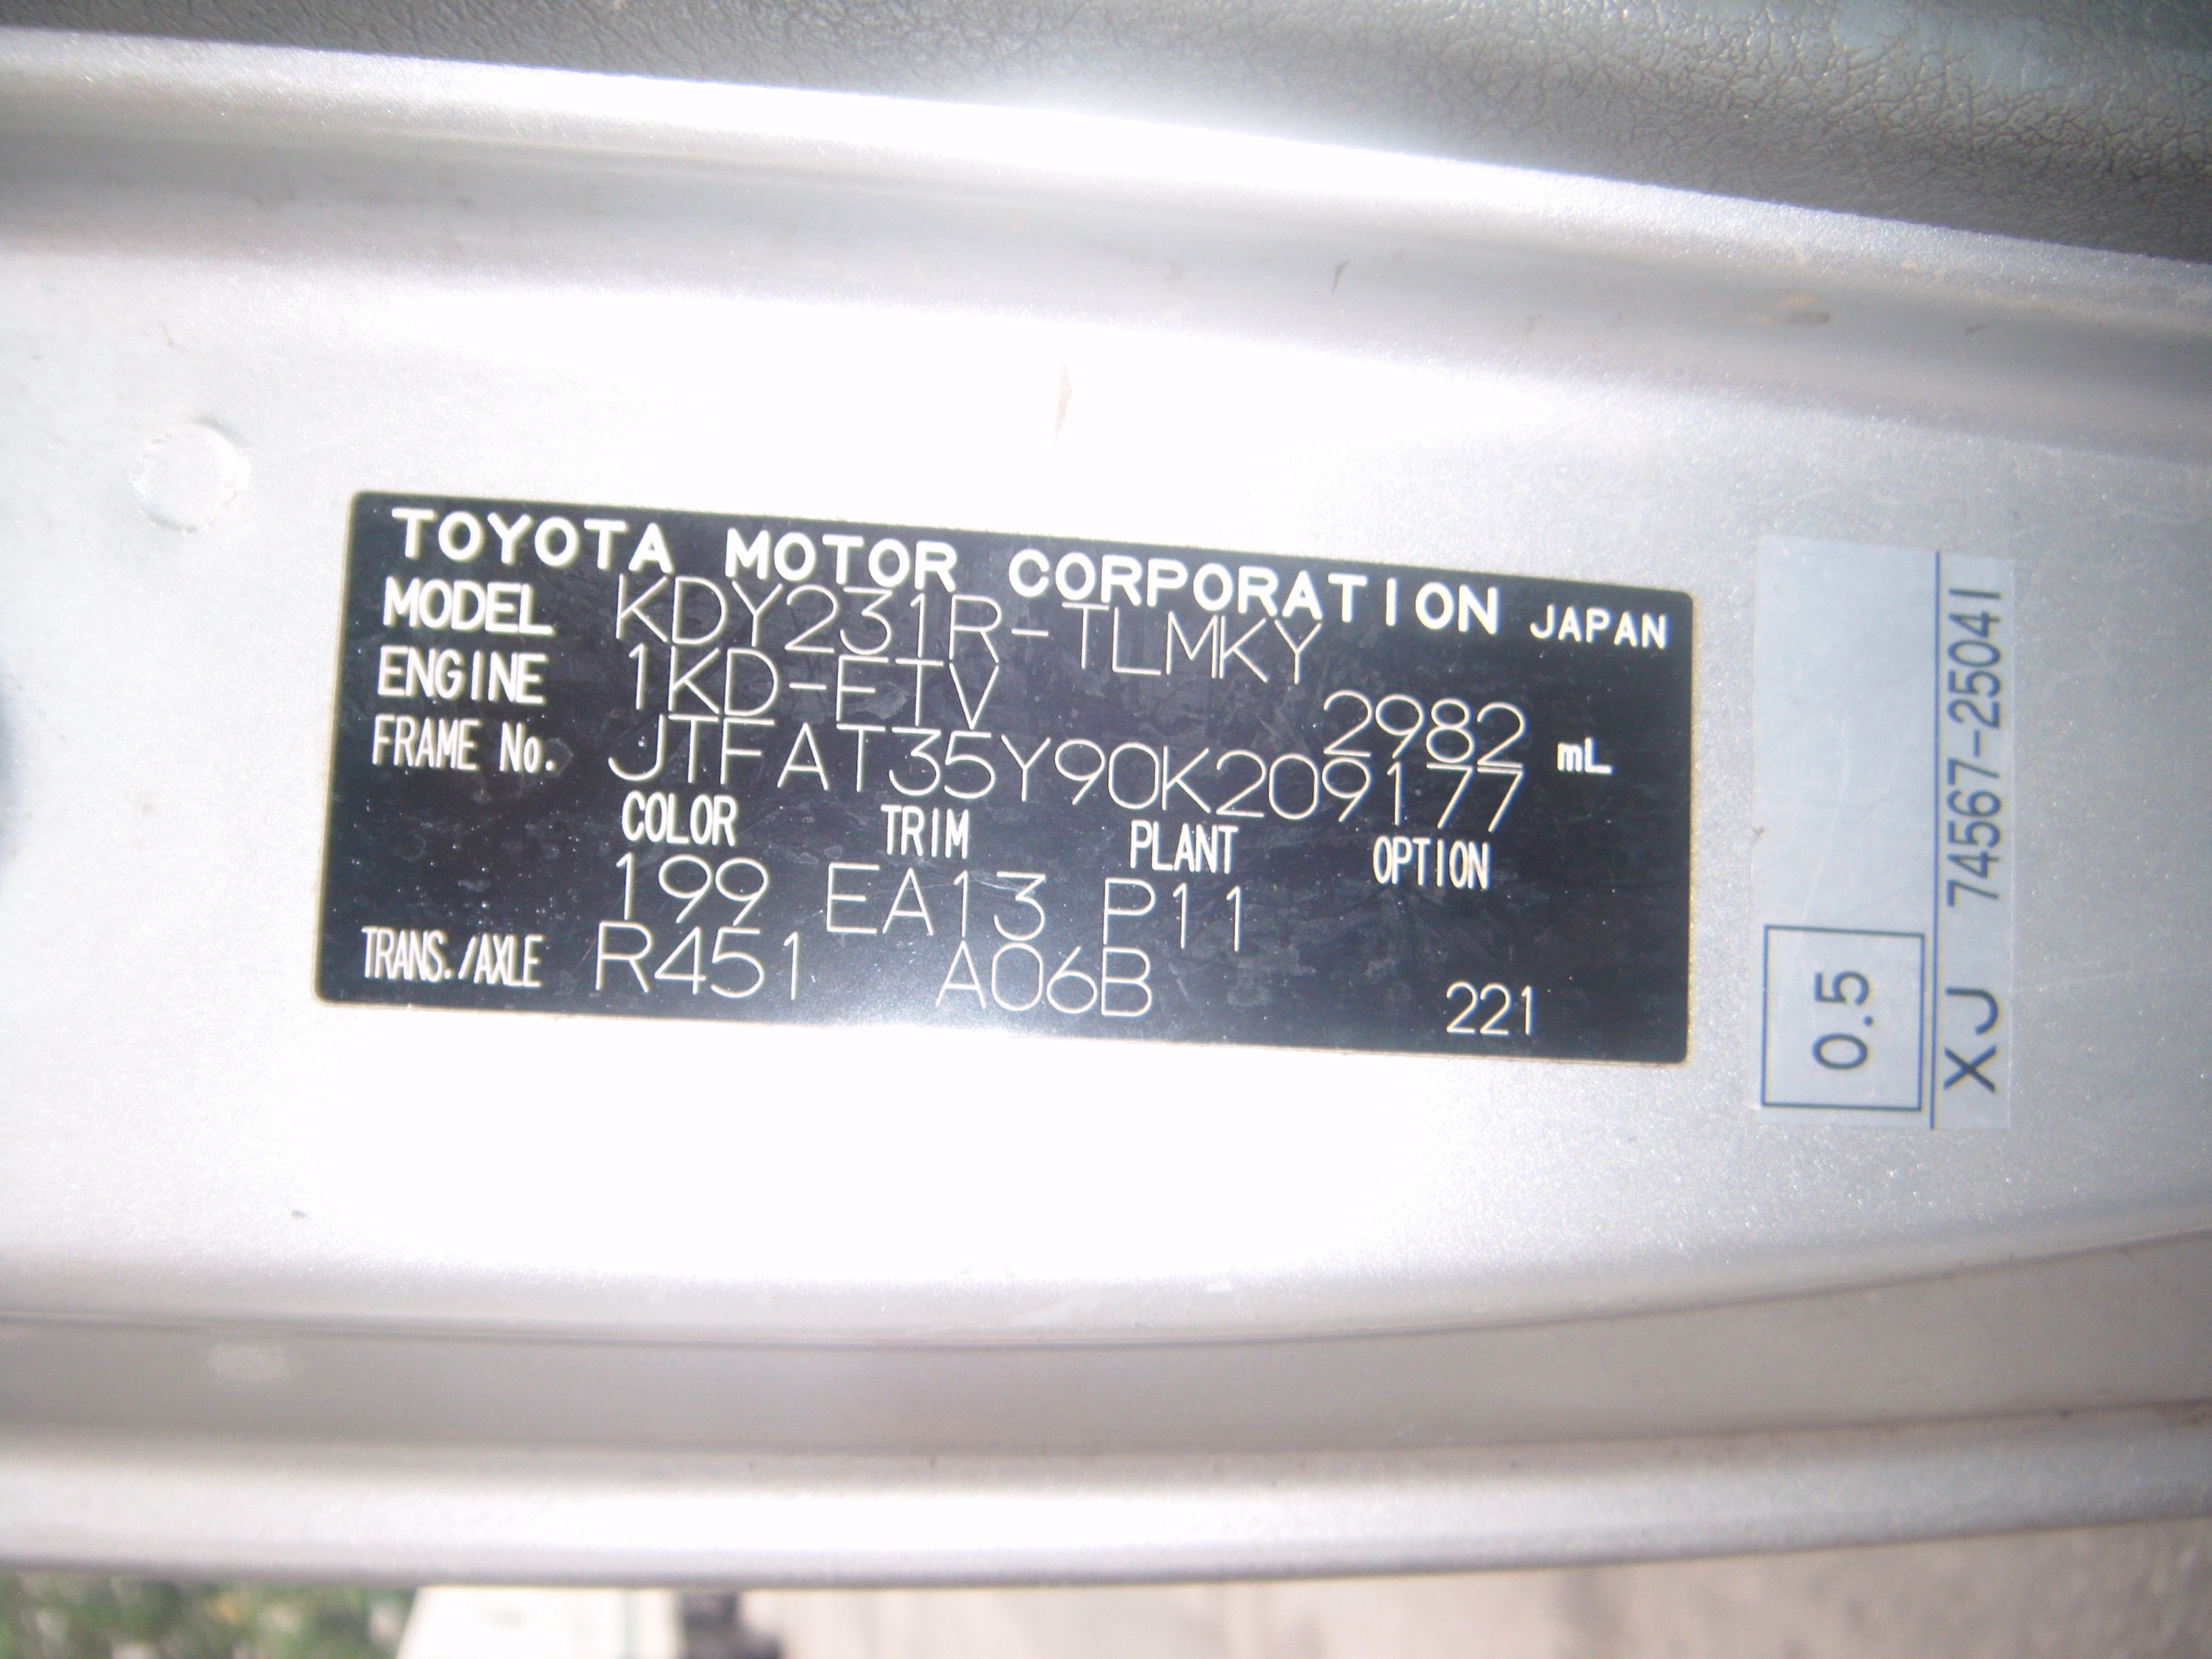 TOYOTA MOTOR CORPORATION JAPAN
MODEL KDY231R-TLMKY
ENGINE 1KD-FTV 2982 mL
FRAME No. JTFAT35Y90K209177
COLOR TRIM PLANT OPTION
199 EA13 P11
TRANS./AXLE R451 A06B 221
0.5
XJ 74567-25041